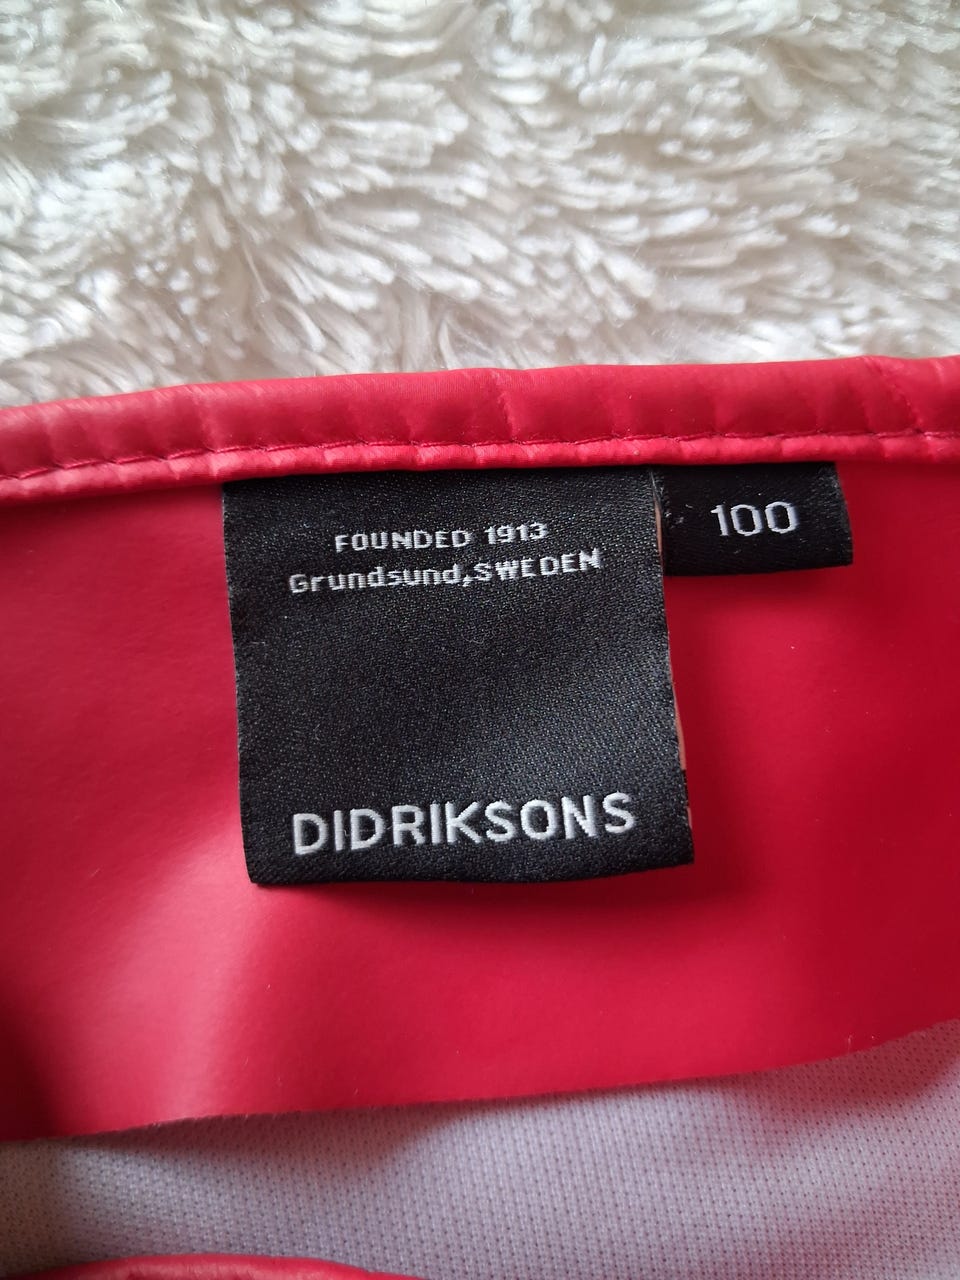 FOUNDED 1913
Grundsund,SWEDEN
DIDRIKSONS
100